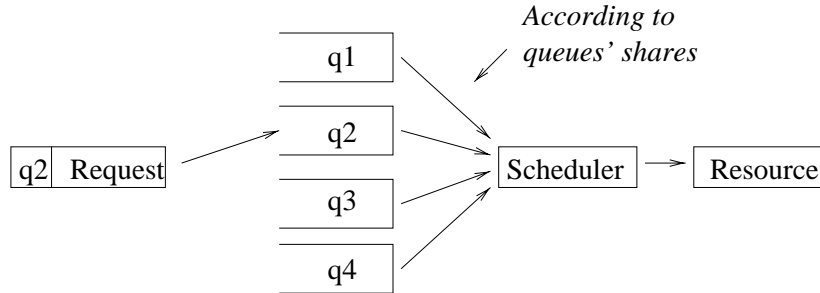 According to
queues' shares
q1
q2
q2 Request
Scheduler
Resource
q3
q4